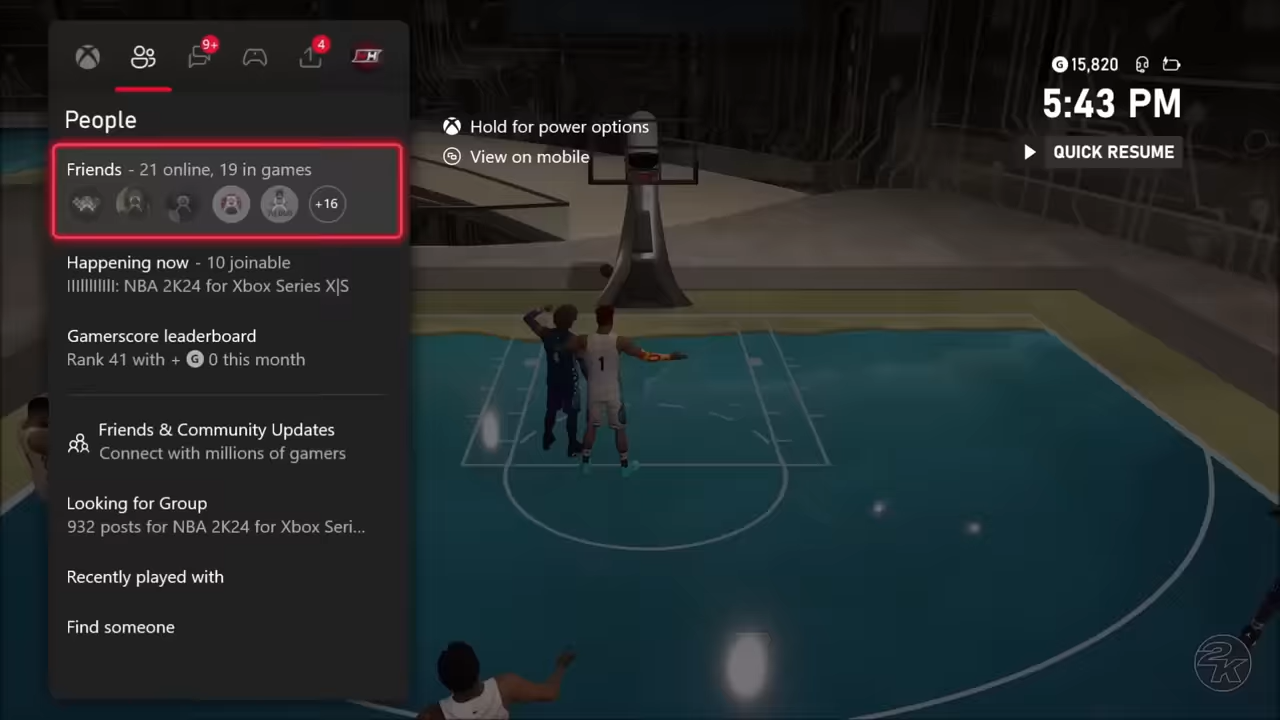 9+
4
People
Friends - 21 online, 19 in games
+16
Happening now - 10 joinable
IIIllIllIll: NBA 2K24 for Xbox Series X|S
Gamerscore leaderboard
Rank 41 with + G 0 this month
Friends & Community Updates
Connect with millions of gamers
Looking for Group
932 posts for NBA 2K24 for Xbox Seri...
Recently played with
Find someone
Hold for power options
View on mobile
G 15,820
5:43 PM
QUICK RESUME
1
2K